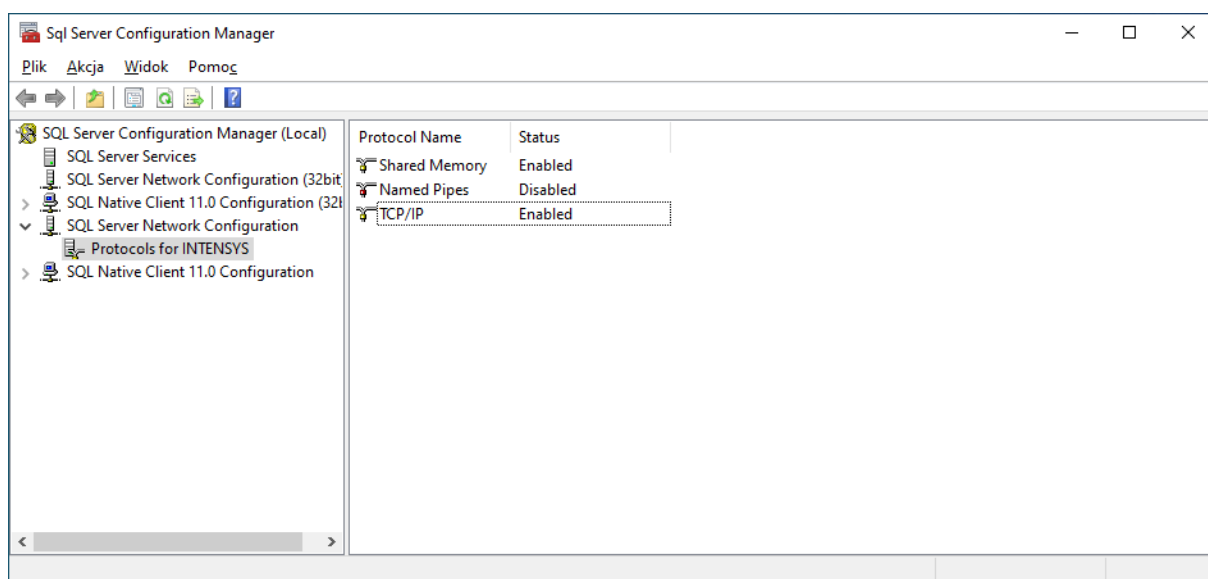 Sql Server Configuration Manager
Plik Akcja Widok Pomoc
SQL Server Configuration Manager (Local)
SQL Server Services
SQL Server Network Configuration (32bit
SQL Native Client 11.0 Configuration (32b
SQL Server Network Configuration
Protocols for INTENSYS
SQL Native Client 11.0 Configuration
Protocol Name Status
Shared Memory Enabled
Named Pipes Disabled
TCP/IP Enabled